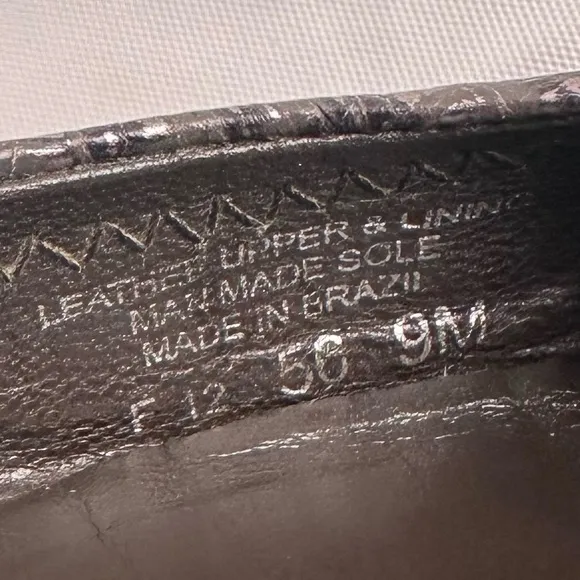 LEATHER UPPER & LINING
MAN MADE SOLE
MADE IN BRAZIL
F 12 56 9M